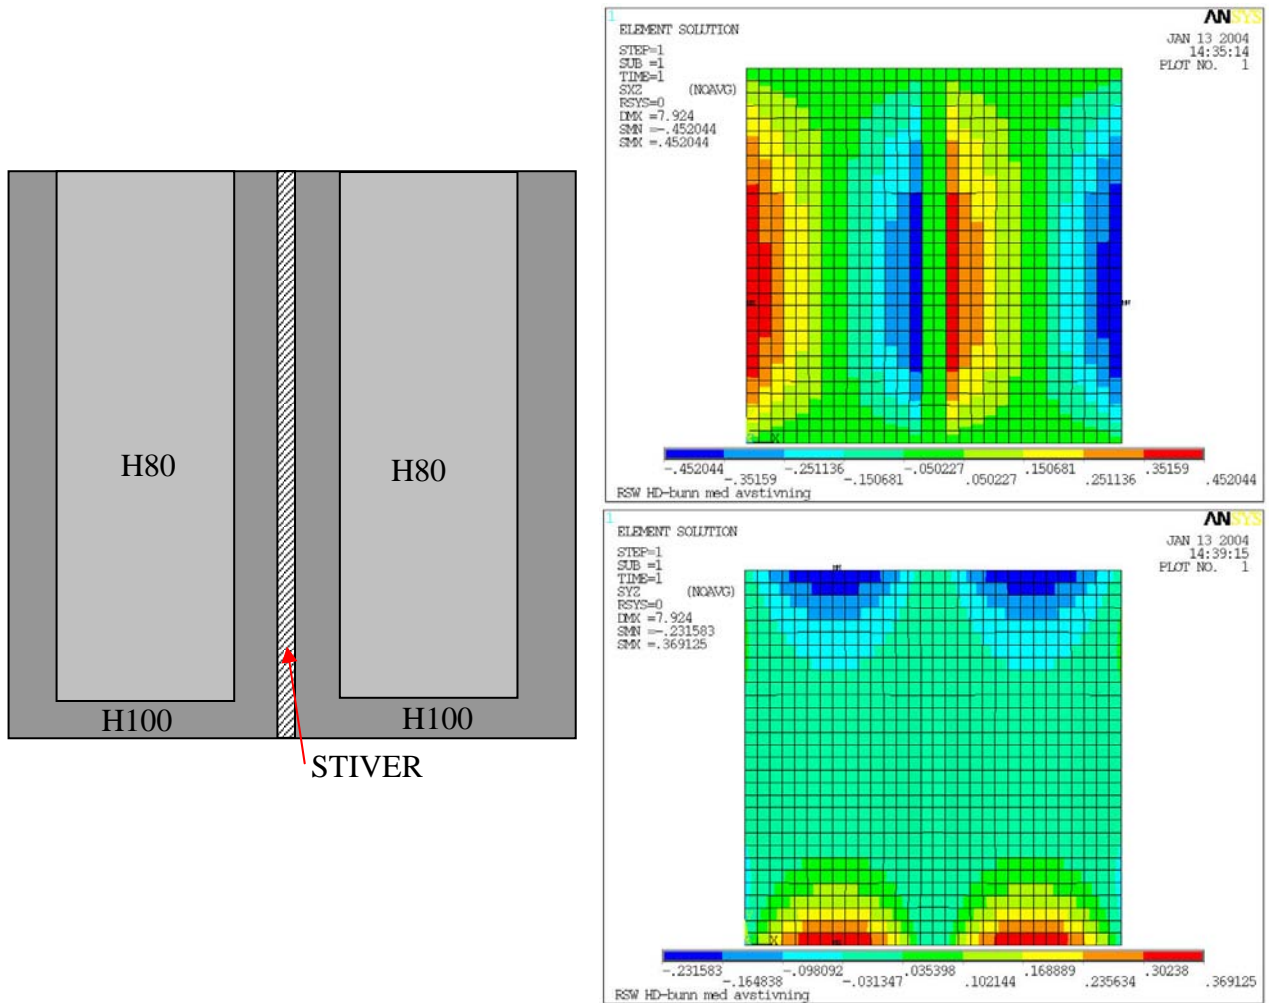 H80
H80
H100
H100
STIVER
1
ELEMENT SOLUTION
STEP=1
SUB =1
TIME=1
SXZ (NOAVG)
RSYS=0
DMX =7.924
SMN =-.452044
SMX =.452044
ANSYS
JAN 13 2004
14:35:14
PLOT NO. 1
X
-.452044 -.251136 -.050227 .150681 .35159
-.35159 -.150681 .050227 .251136 .452044
RSW HD-bunn med avstivning
1
ELEMENT SOLUTION
STEP=1
SUB =1
TIME=1
SYZ (NOAVG)
RSYS=0
DMX =7.924
SMN =-.231583
SMX =.369125
ANSYS
JAN 13 2004
14:39:15
PLOT NO. 1
X
-.231583 -.098092 .035398 .168889 .30238
-.164838 -.031347 .102144 .235634 .369125
RSW HD-bunn med avstivning